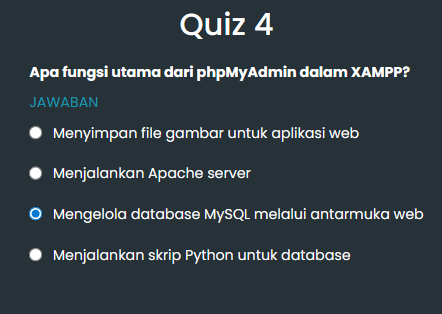 Quiz 4
Apa fungsi utama dari phpMyAdmin dalam XAMPP?
JAWABAN
Menyimpan file gambar untuk aplikasi web
Menjalankan Apache server
Mengelola database MySQL melalui antarmuka web
Menjalankan skrip Python untuk database